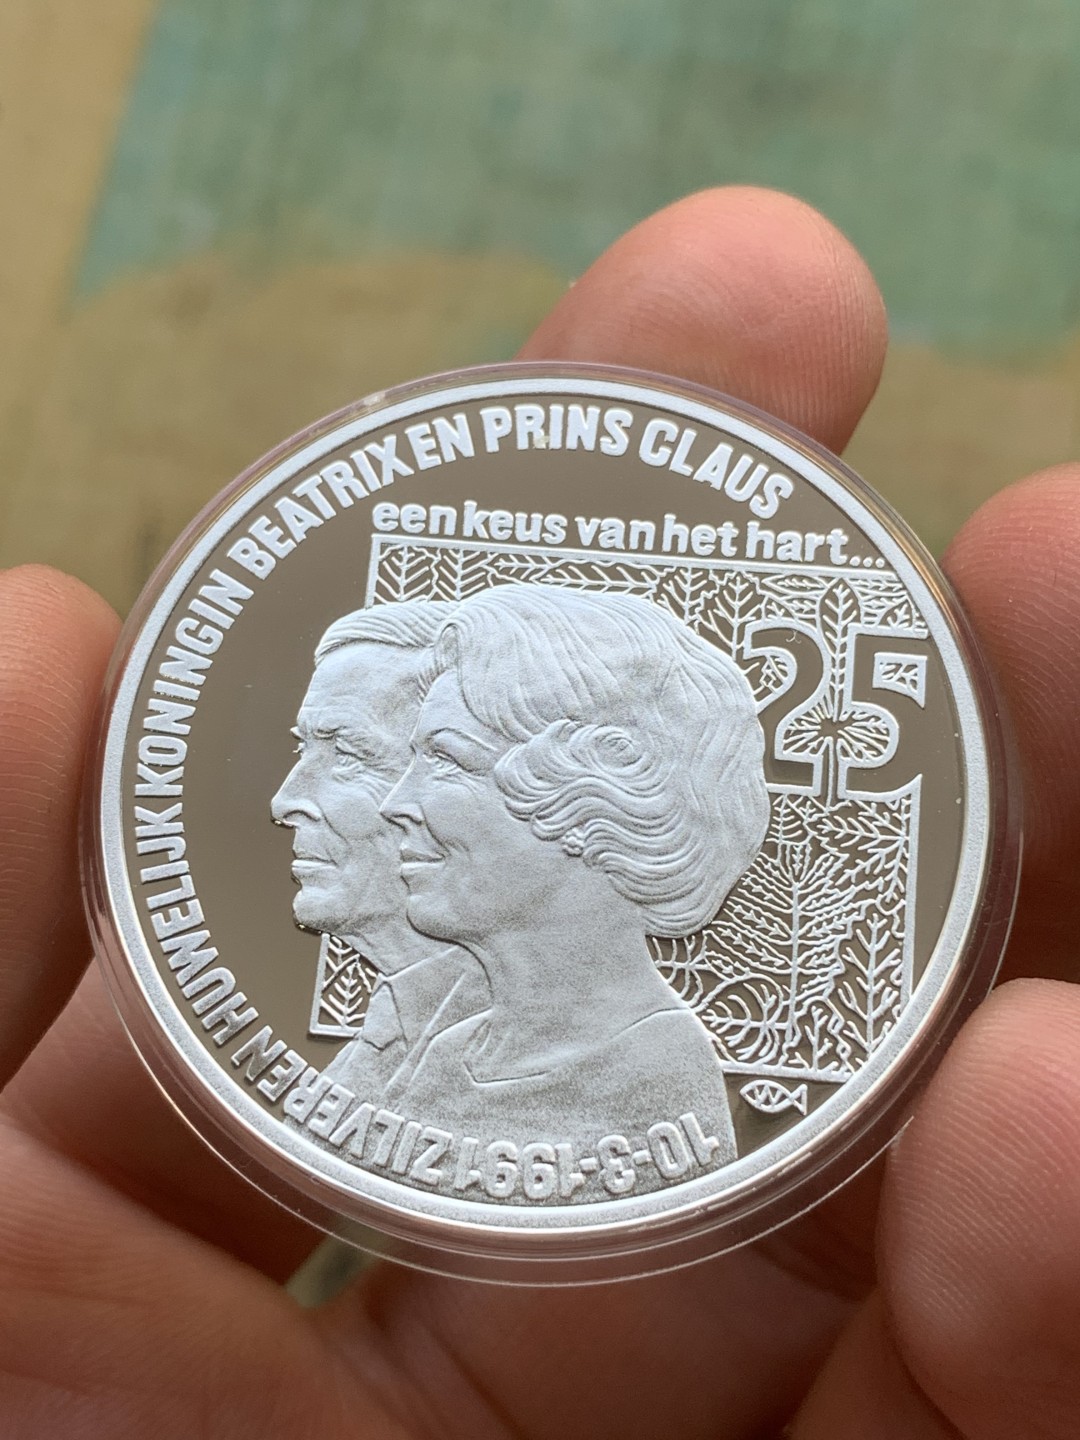 10-3-1991 ZILVEREN HUWELIJK KONINGIN BEATRIX EN PRINS CLAUS
een keus van het hart...
25
W